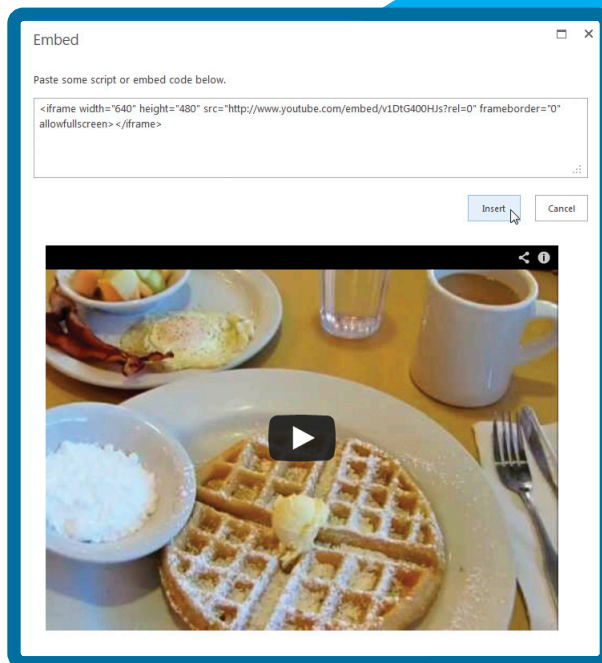 Embed
Paste some script or embed code below.
<iframe width="640" height="480" src="http://www.youtube.com/embed/v1DtG400HJs?rel=0" frameborder="0"
allowfullscreen></iframe>
Insert
Cancel